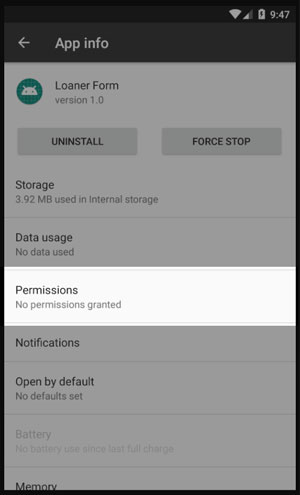 9:47
App info
Loaner Form
version 1.0
UNINSTALL FORCE STOP
Storage
3.92 MB used in Internal storage
Data usage
No data used
Permissions
No permissions granted
Notifications
Open by default
No defaults set
Battery
No battery use since last full charge
Memory